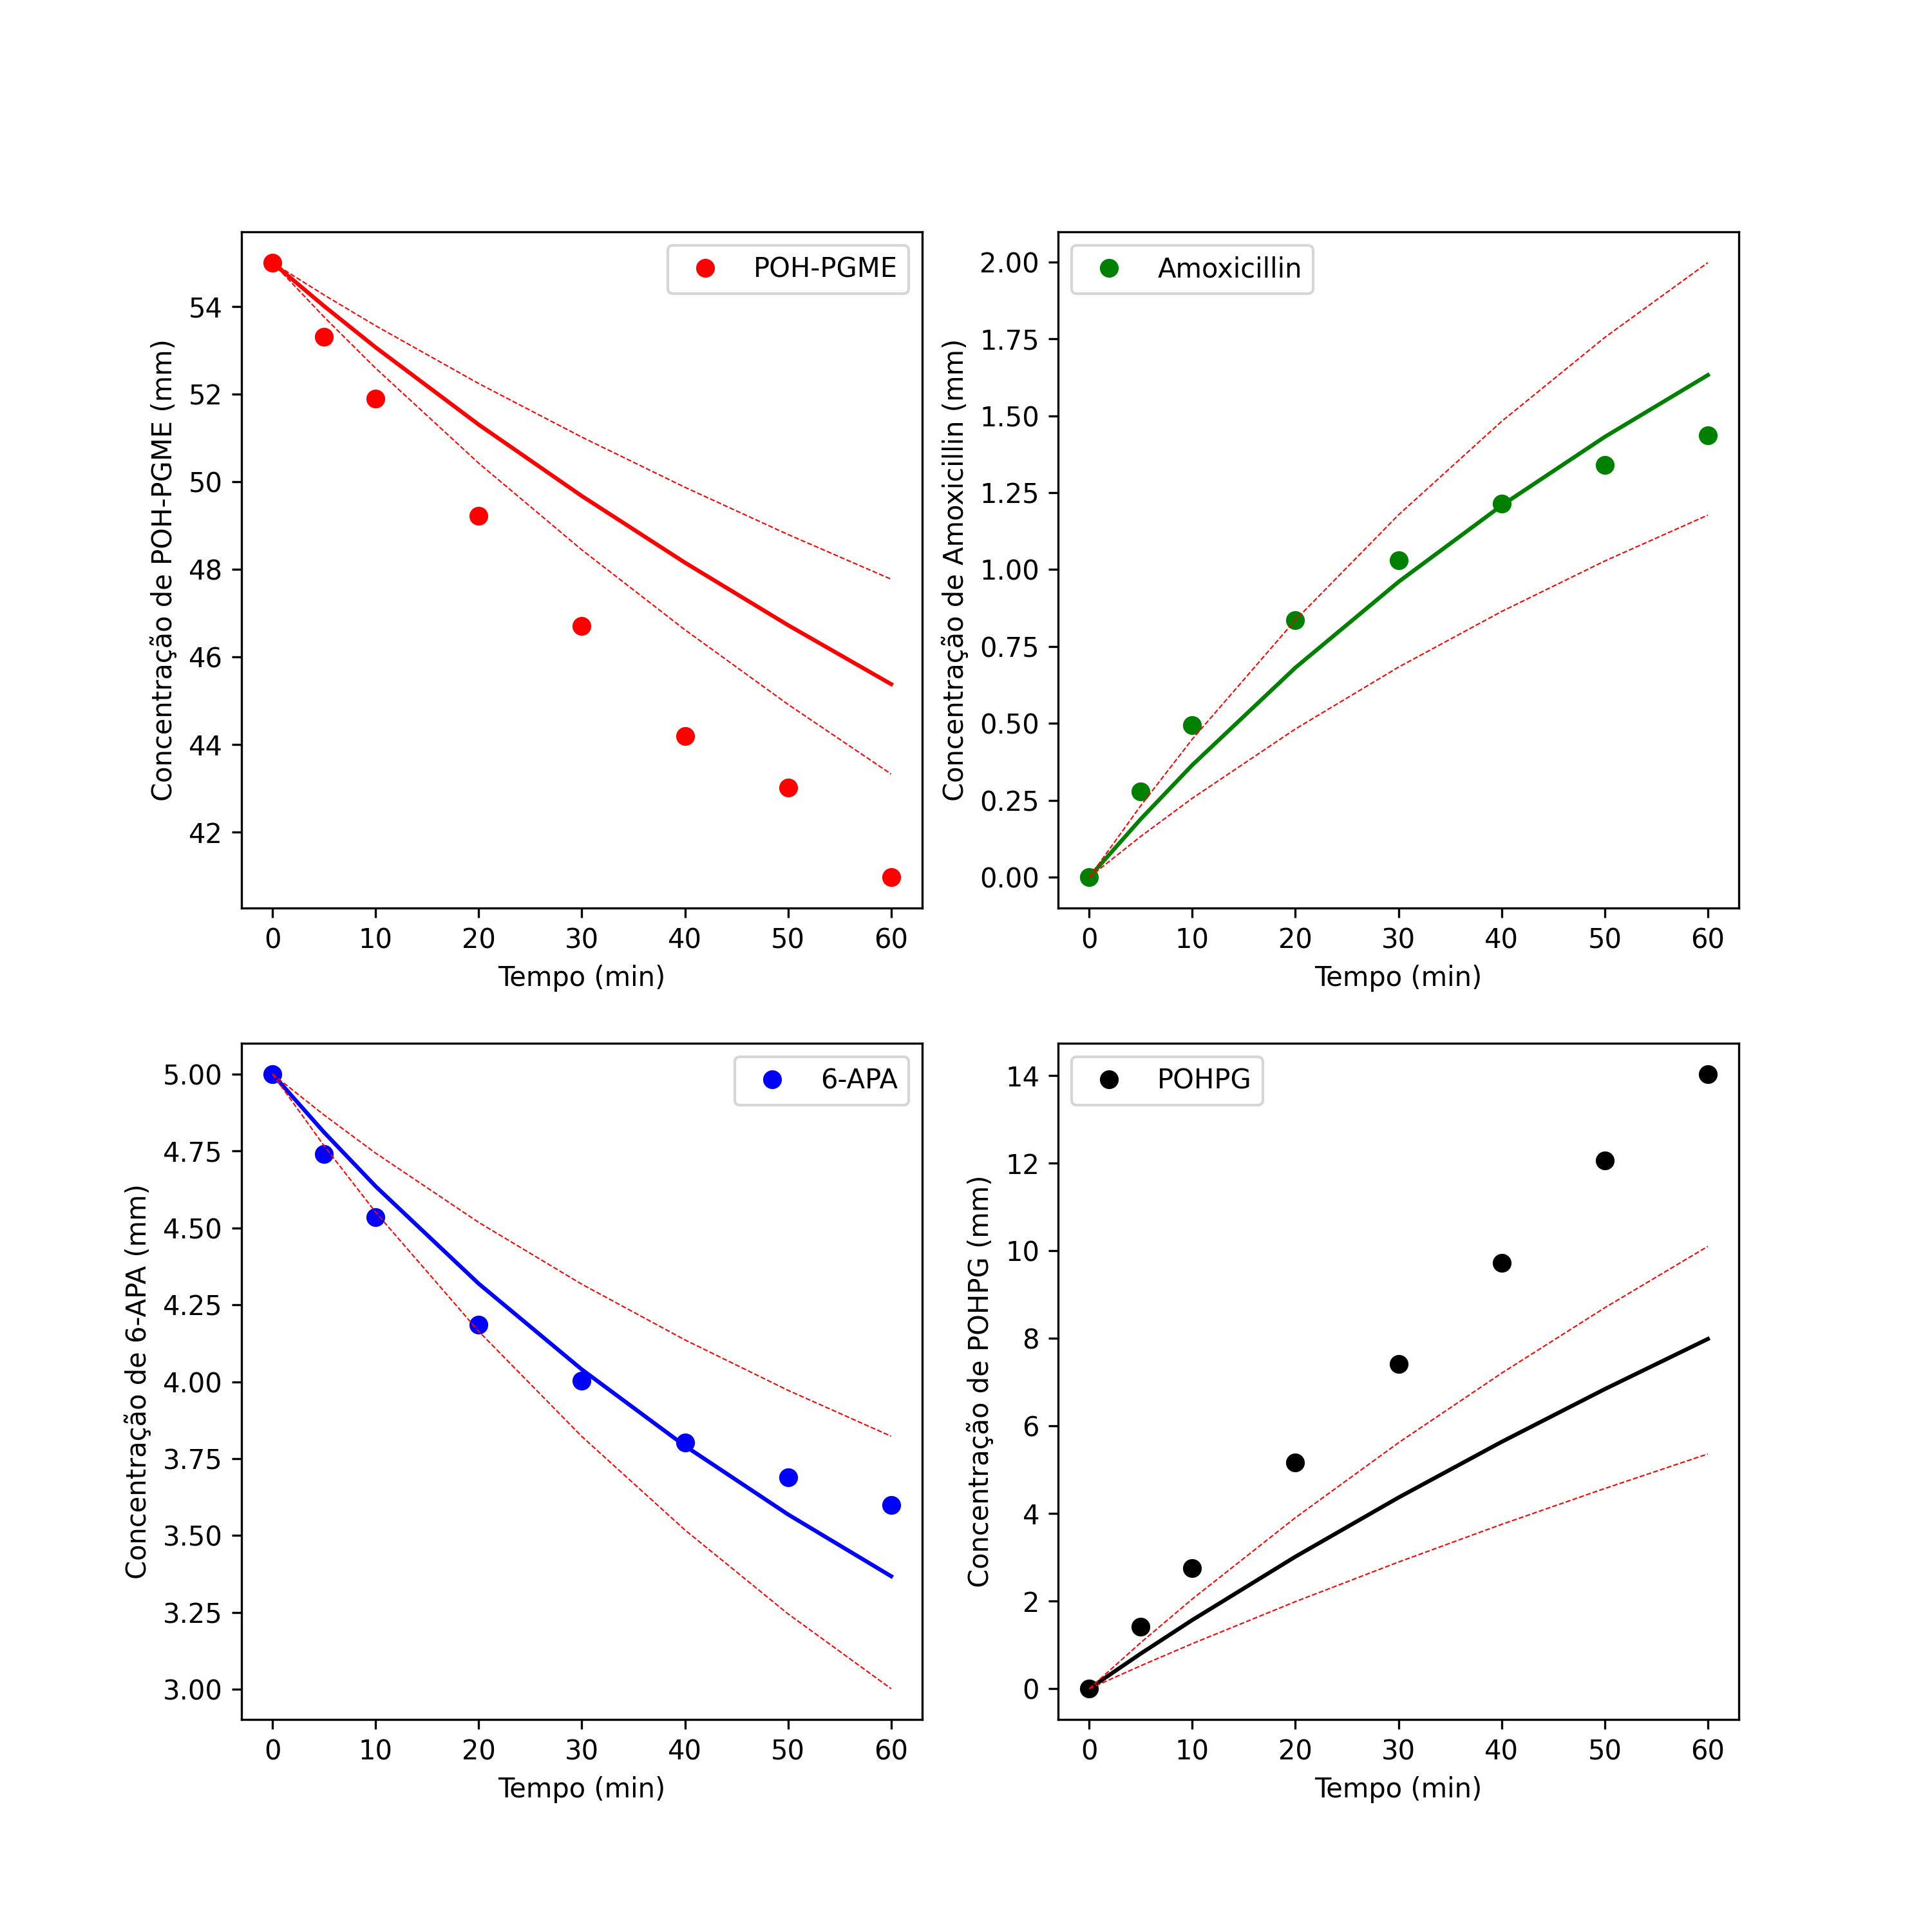 POH-PGME
Concentração de POH-PGME (mm)
54
52
50
48
46
44
42
0 10 20 30 40 50 60
Tempo (min)
Amoxicillin
Concentração de Amoxicillin (mm)
2.00
1.75
1.50
1.25
1.00
0.75
0.50
0.25
0.00
0 10 20 30 40 50 60
Tempo (min)
6-APA
Concentração de 6-APA (mm)
5.00
4.75
4.50
4.25
4.00
3.75
3.50
3.25
3.00
0 10 20 30 40 50 60
Tempo (min)
POHPG
Concentração de POHPG (mm)
14
12
10
8
6
4
2
0
0 10 20 30 40 50 60
Tempo (min)